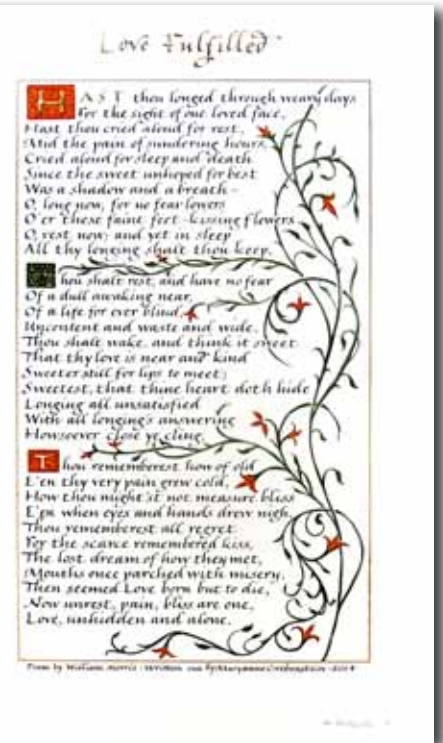 Love Fulfilled
HAST thou longed through weary days
For the sight of one loved face,
Hast thou cried aloud for rest,
Mid the pain of sundering hours,
Cried aloud for sleep and death
Since the sweet unhoped for best
Was a shadow and a breath -
O, long now, for no fear lowers
O'er these faint feet-kissing flowers
O, rest now; and yet in sleep
All thy longing shalt thou keep.
Thou shalt rest, and have no fear
Of a dull awaking near,
Of a life for ever blind,
Uncontent and waste and wide.
Thou shalt wake, and think it sweet
That thy love is near and kind
Sweeter still for lips to meet;
Sweetest, that thine heart doth hide
Longing all unsatisfied
With all longing's answering
Howsoever close ye cling.
Thou rememberest how of old
E'en thy very pain grew cold,
How thou might'st not measure bliss
E'en when eyes and hands drew nigh.
Thou rememberest all regret
For the scarce remembered kiss,
The lost dream of how they met,
Mouths once parched with misery.
Then seemed Love born but to die,
Now unrest, pain, bliss are one,
Love, unhidden and alone.
Poem by William Morris : Written out by